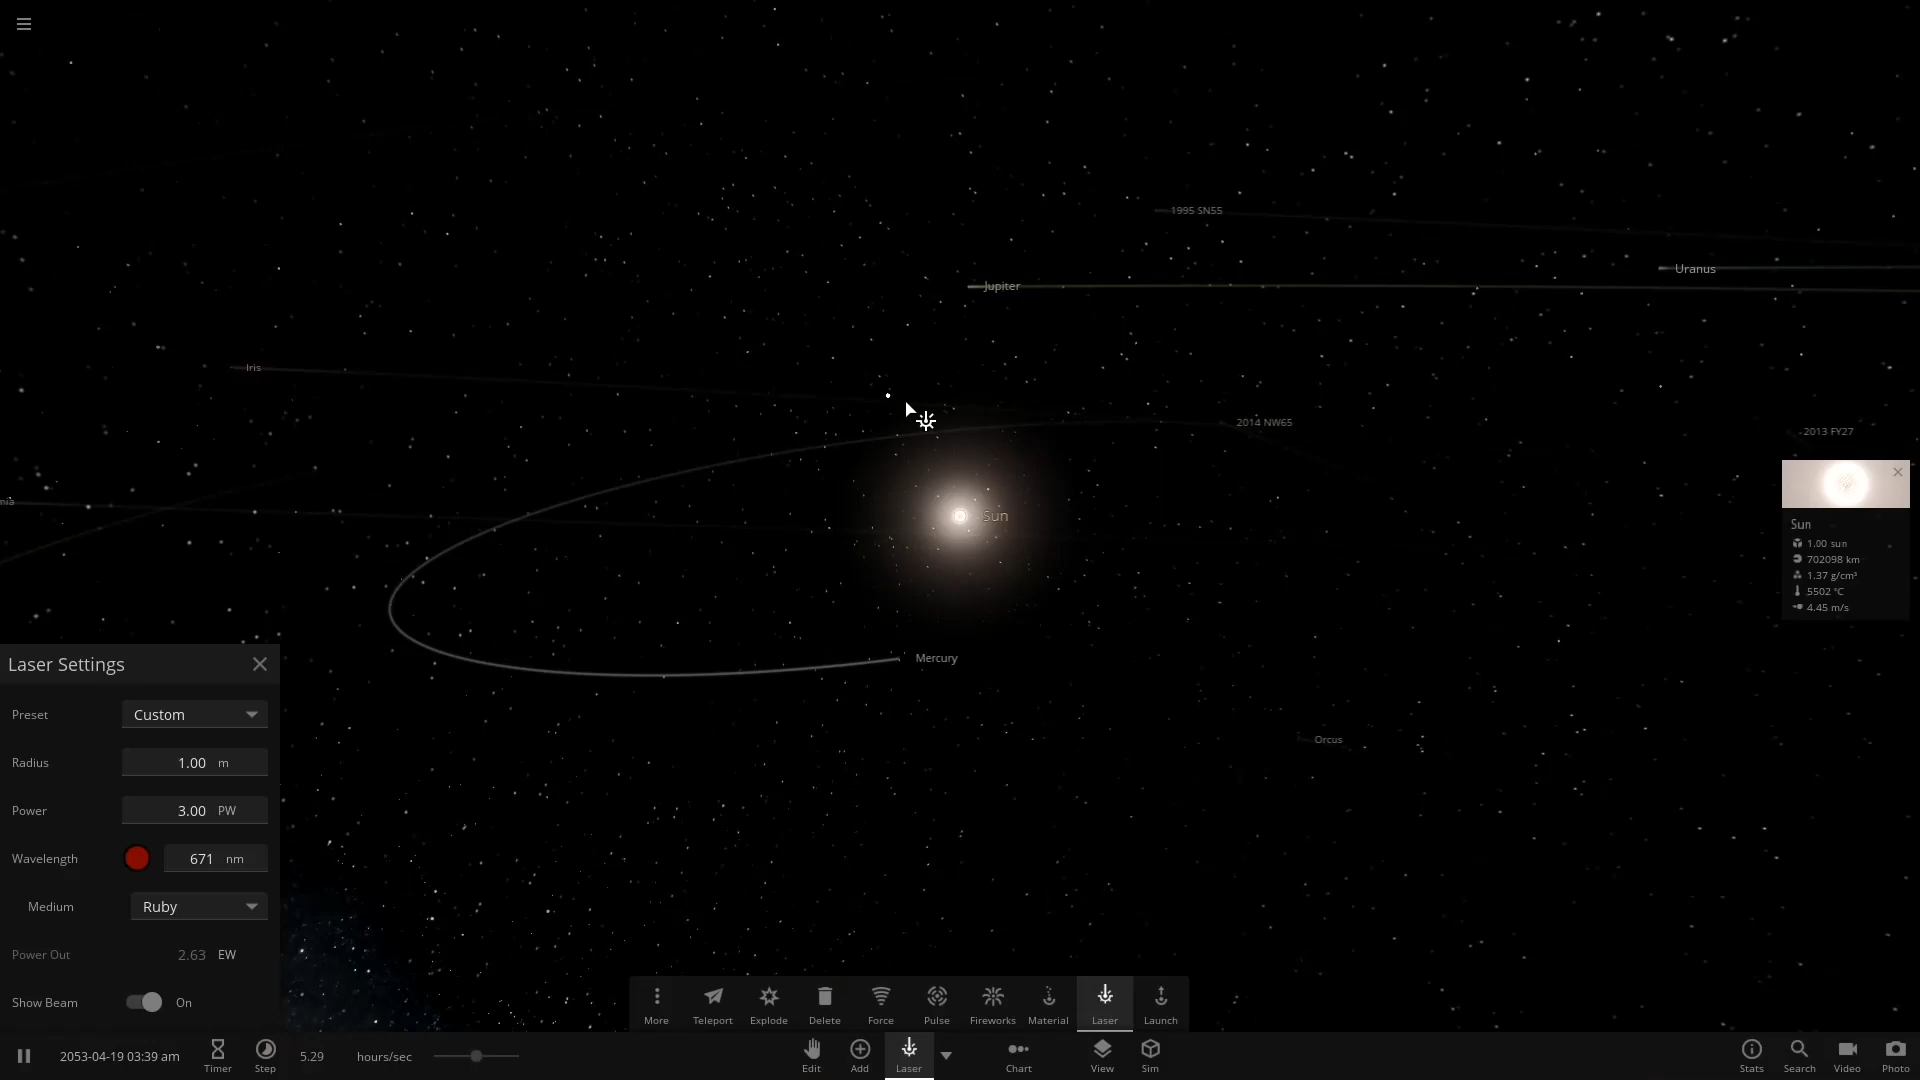 1995 SN55
Uranus
Jupiter
Iris
2014 NW65
2013 FY27
nia
Sun
Sun
1.00 sun
702098 km
1.37 g/cm³
5502 °C
4.45 m/s
Mercury
Orcus
Laser Settings
Preset Custom
Radius 1.00 m
Power 3.00 PW
Wavelength 671 nm
Medium Ruby
Power Out 2.63 EW
Show Beam On
More Teleport Explode Delete Force Pulse Fireworks Material Laser Launch
2053-04-19 03:39 am Timer Step 5.29 hours/sec Edit Add Laser Chart View Sim Stats Search Video Photo